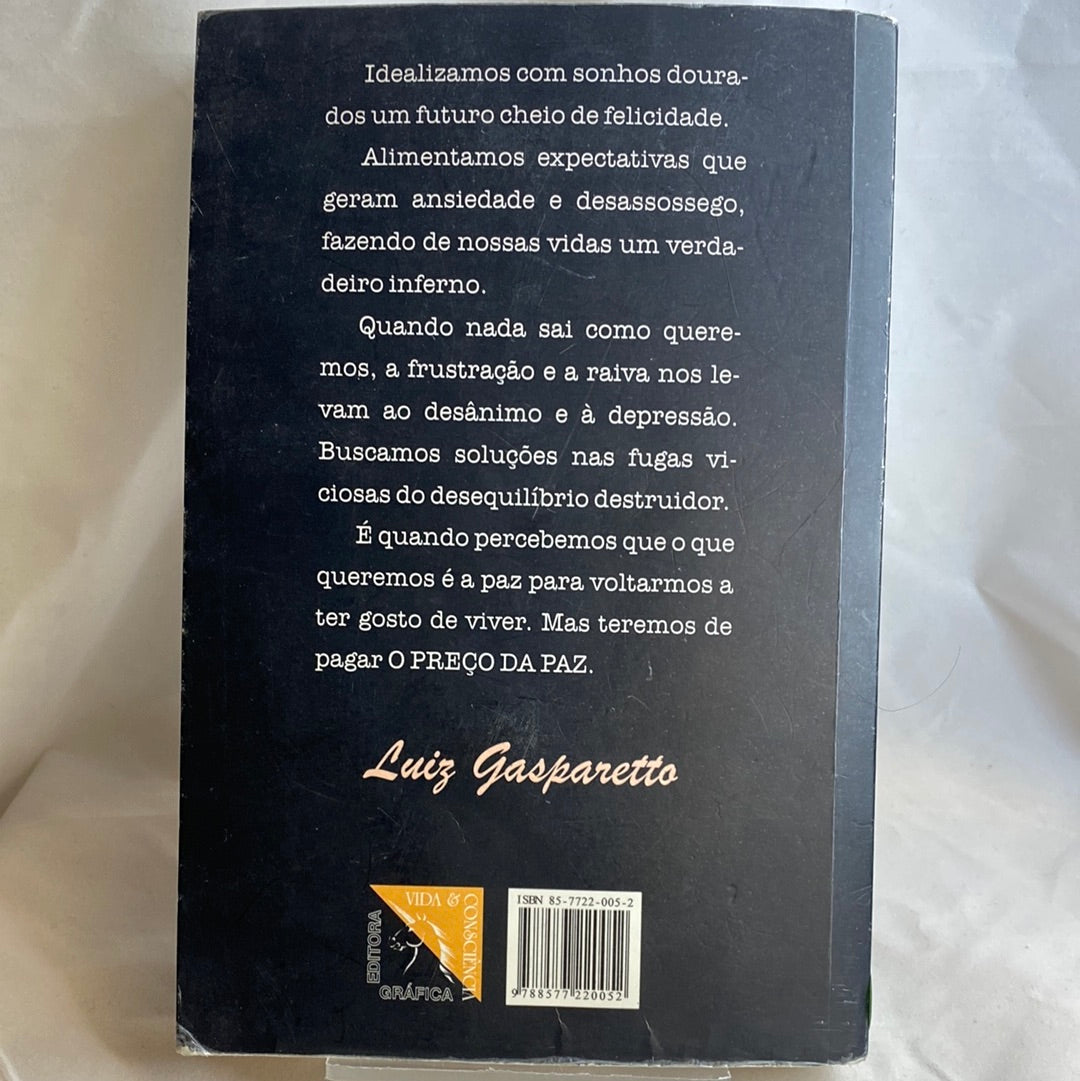 Idealizamos com sonhos doura-
dos um futuro cheio de felicidade.
Alimentamos expectativas que
geram ansiedade e desassossego,
fazendo de nossas vidas um verda-
deiro inferno.
Quando nada sai como quere-
mos, a frustração e a raiva nos le-
vam ao desânimo e à depressão.
Buscamos soluções nas fugas vi-
ciosas do desequilíbrio destruidor.
É quando percebemos que o que
queremos é a paz para voltarmos a
ter gosto de viver. Mas teremos de
pagar O PREÇO DA PAZ.
Luiz Gasparetto
VIDA &
CONSCIÊNCIA
EDITORA
GRÁFICA
ISBN 85-7722-005-2
9788577220052